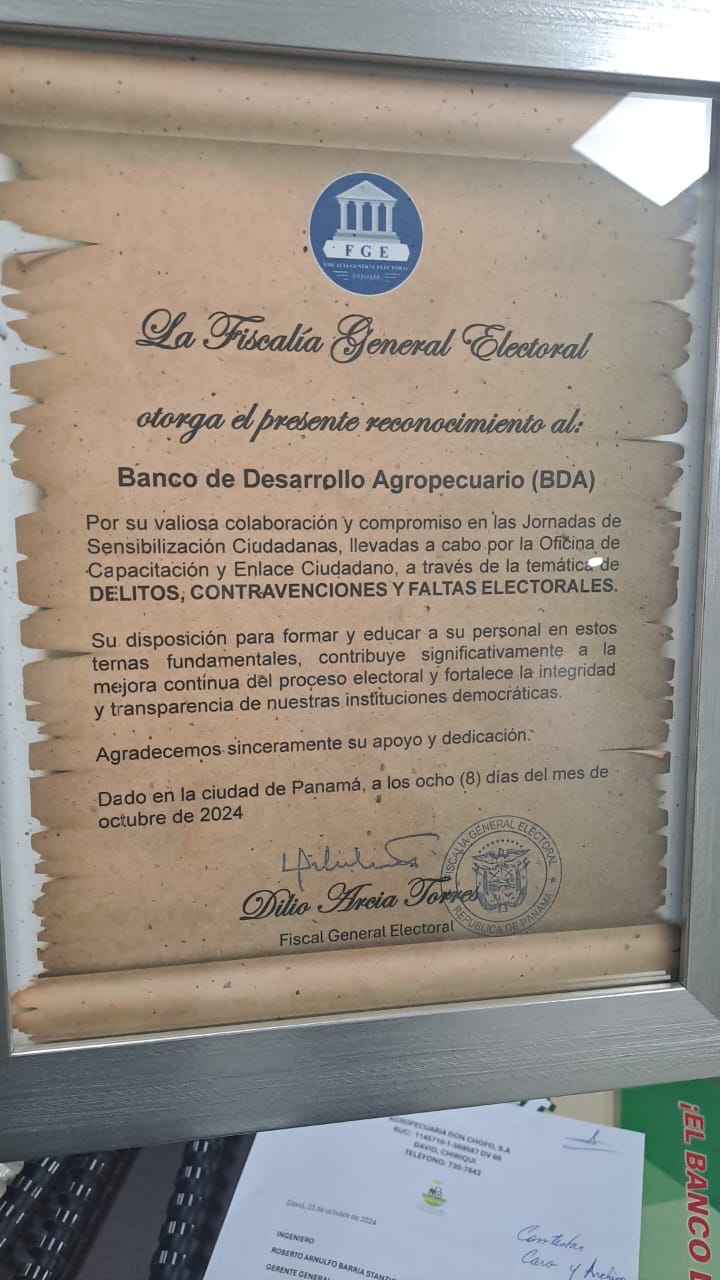 FGE
FISCALÍA GENERAL ELECTORAL
PANAMÁ
La Fiscalía General Electoral
otorga el presente reconocimiento al:
Banco de Desarrollo Agropecuario (BDA)
Por su valiosa colaboración y compromiso en las Jornadas de
Sensibilización Ciudadanas, llevadas a cabo por la Oficina de
Capacitación y Enlace Ciudadano, a través de la temática de
DELITOS, CONTRAVENCIONES Y FALTAS ELECTORALES.
Su disposición para formar y educar a su personal en estos
ternas fundamentales, contribuye significativamente a la
mejora continua del proceso electoral y fortalece la integridad
y transparencia de nuestras instituciones democráticas.
Agradecemos sinceramente su apoyo y dedicación.
Dado en la ciudad de Panamá, a los ocho (8) días del mes de
octubre de 2024
Dilio Arcia Torres
Fiscal General Electoral
FISCALÍA GENERAL ELECTORAL
REPÚBLICA DE PANAMÁ
AGROPECUARIA DON CHOFO, S.A
DAVID, CHIRIQUI
TELÉFONO: 730-7842
David, 23 de octubre de 2024
INGENIERO
ROBERTO ARNULFO BARRIA
GERENTE GENERAL
Contestar
Caro y
¡EL BANCO